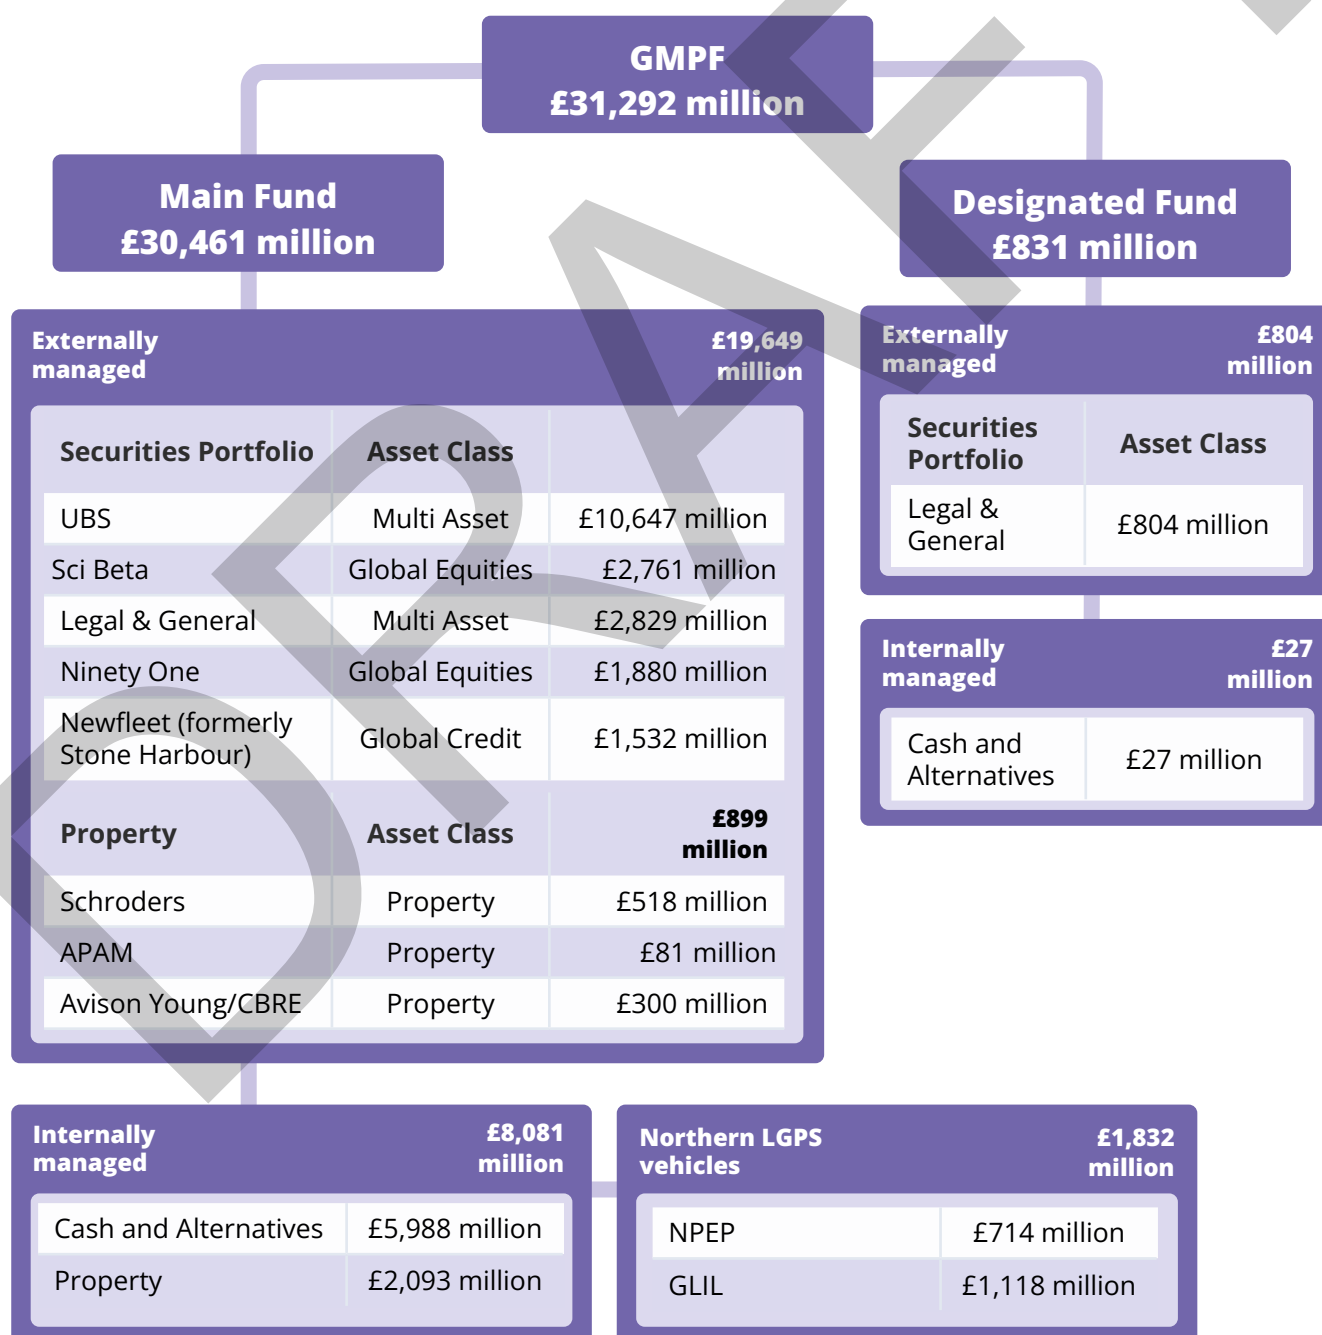 GMPF
£31,292 million
Main Fund
£30,461 million
Designated Fund
£831 million
Externally
managed
£19,649
million
Securities Portfolio Asset Class
UBS Multi Asset £10,647 million
Sci Beta Global Equities £2,761 million
Legal & General Multi Asset £2,829 million
Ninety One Global Equities £1,880 million
Newfleet (formerly
Stone Harbour) Global Credit £1,532 million
Property Asset Class £899
million
Schroders Property £518 million
APAM Property £81 million
Avison Young/CBRE Property £300 million
Externally
managed
£804
million
Securities
Portfolio Asset Class
Legal &
General £804 million
Internally
managed
£27
million
Cash and
Alternatives £27 million
Internally
managed
£8,081
million
Cash and Alternatives £5,988 million
Property £2,093 million
Northern LGPS
vehicles
£1,832
million
NPEP £714 million
GLIL £1,118 million
DRAF